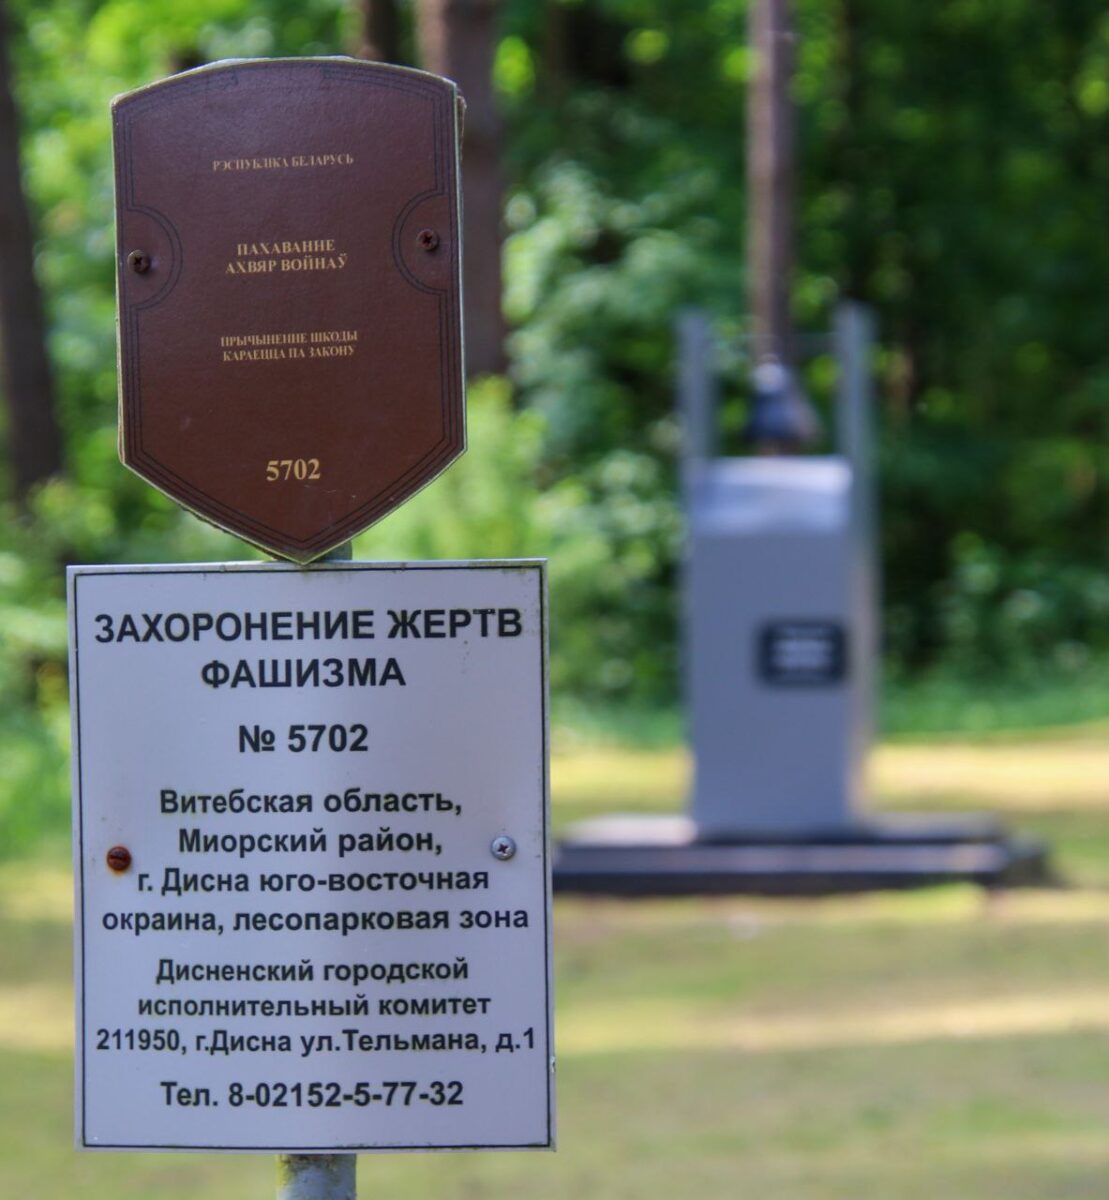 РЭСПУБЛІКА БЕЛАРУСЬ
ПАХАВАННЕ
АХВЯР ВОЙНАЎ
ПРЫЧЫНЕННЕ ШКОДЫ
КАРАЕЦЦА ПА ЗАКОНУ
5702
ЗАХОРОНЕНИЕ ЖЕРТВ
ФАШИЗМА
№ 5702
Витебская область,
Миорский район,
г. Дисна юго-восточная
окраина, лесопарковая зона
Дисненский городской
исполнительный комитет
211950, г.Дисна ул.Тельмана, д.1
Тел. 8-02152-5-77-32